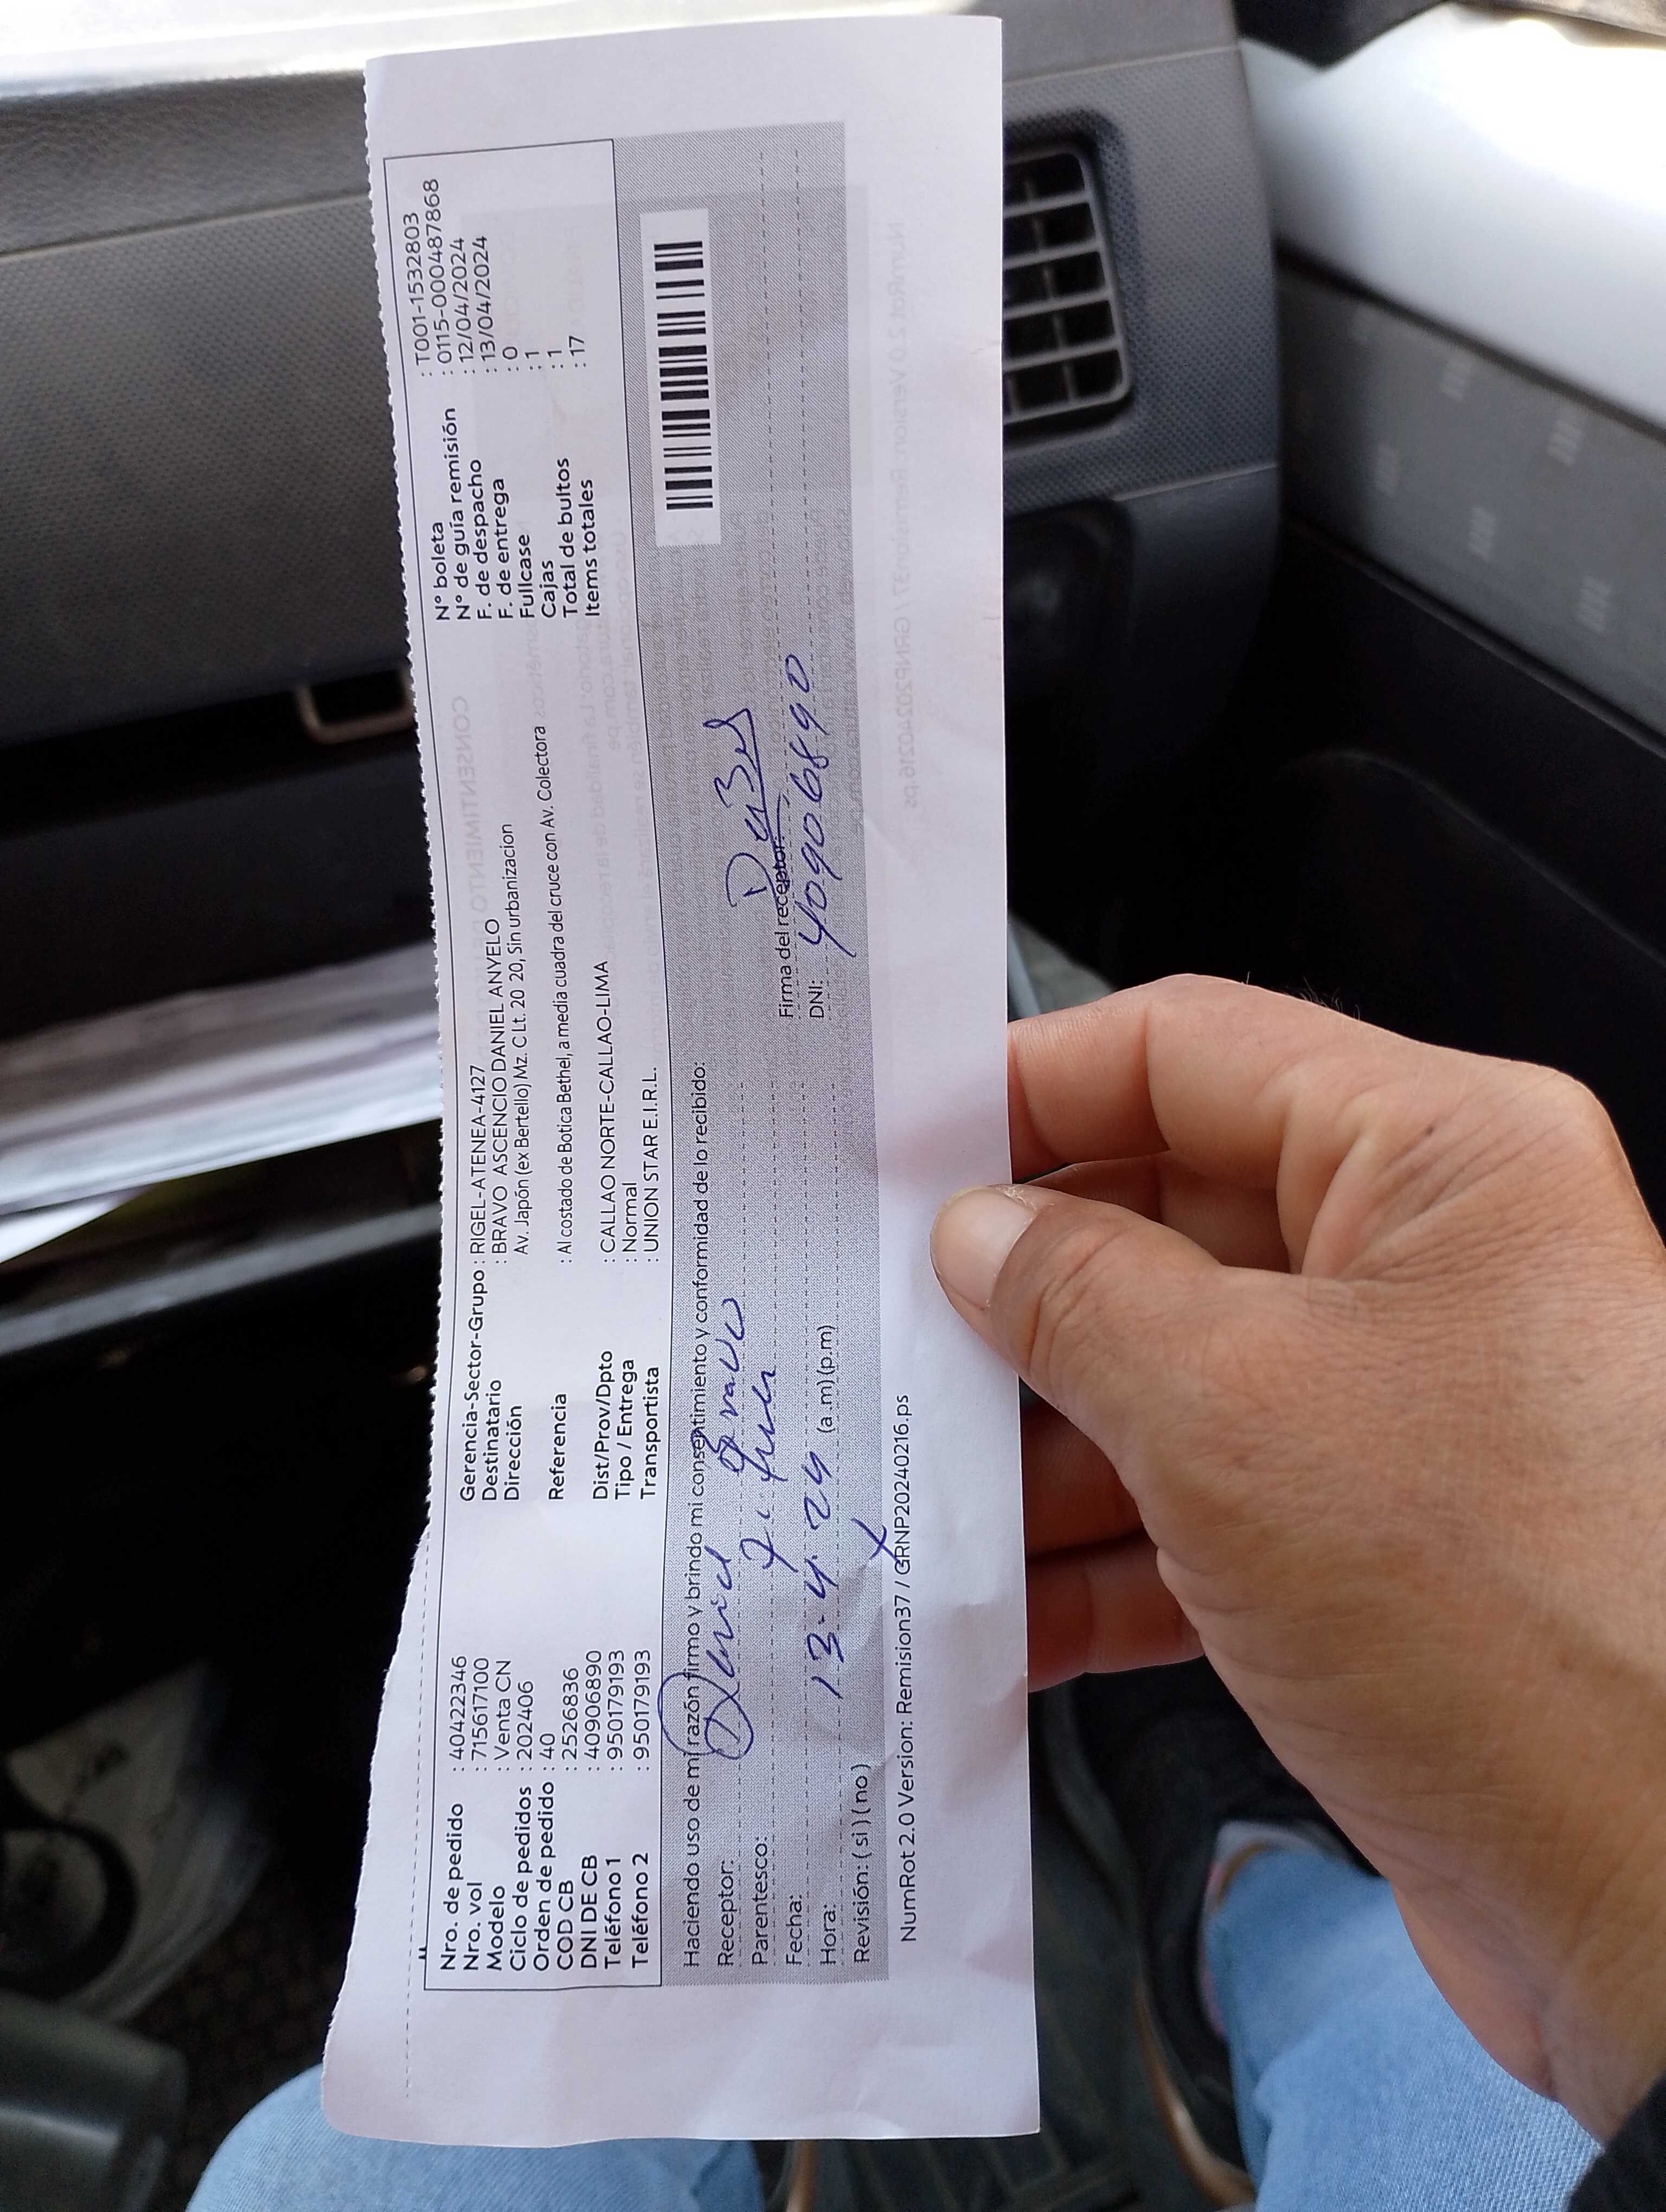 Nro. de pedido : 40422346
Nro. vol : 715617100
Modelo : Venta CN
Ciclo de pedidos : 202406
Orden de pedido : 40
COD CB : 2526836
DNI DE CB : 40906890
Teléfono 1 : 950179193
Teléfono 2 : 950179193
Gerencia-Sector-Grupo : RIGEL-ATENEA-4127
Destinatario : BRAVO ASCENCIO DANIEL ANYELO
Dirección Av. Japón (ex Bertello) Mz. C Lt. 20 20, Sin urbanizacion
Referencia : Al costado de Botica Bethel, a media cuadra del cruce con Av. Colectora
Dist/Prov/Dpto : CALLAO NORTE-CALLAO-LIMA
Tipo / Entrega : Normal
Transportista : UNION STAR E.I.R.L.
N° boleta : T001-1532803
N° de guía remisión : 0115-0000487868
F. de despacho : 12/04/2024
F. de entrega : 13/04/2024
Fullcase : 0
Cajas : 1
Total de bultos : 1
Items totales : 17
Haciendo uso de mi razón firmo y brindo mi consentimiento y conformidad de lo recibido:
Receptor: Daniel Bravo
Parentesco:
Fecha: 13-4-24
Hora: (a.m) (p.m)
Revisión: ( si ) ( no )
Firma del receptor:
DNI: 40906890
NumRot 2.0 Version: Remision37 / GRNP20240216.ps